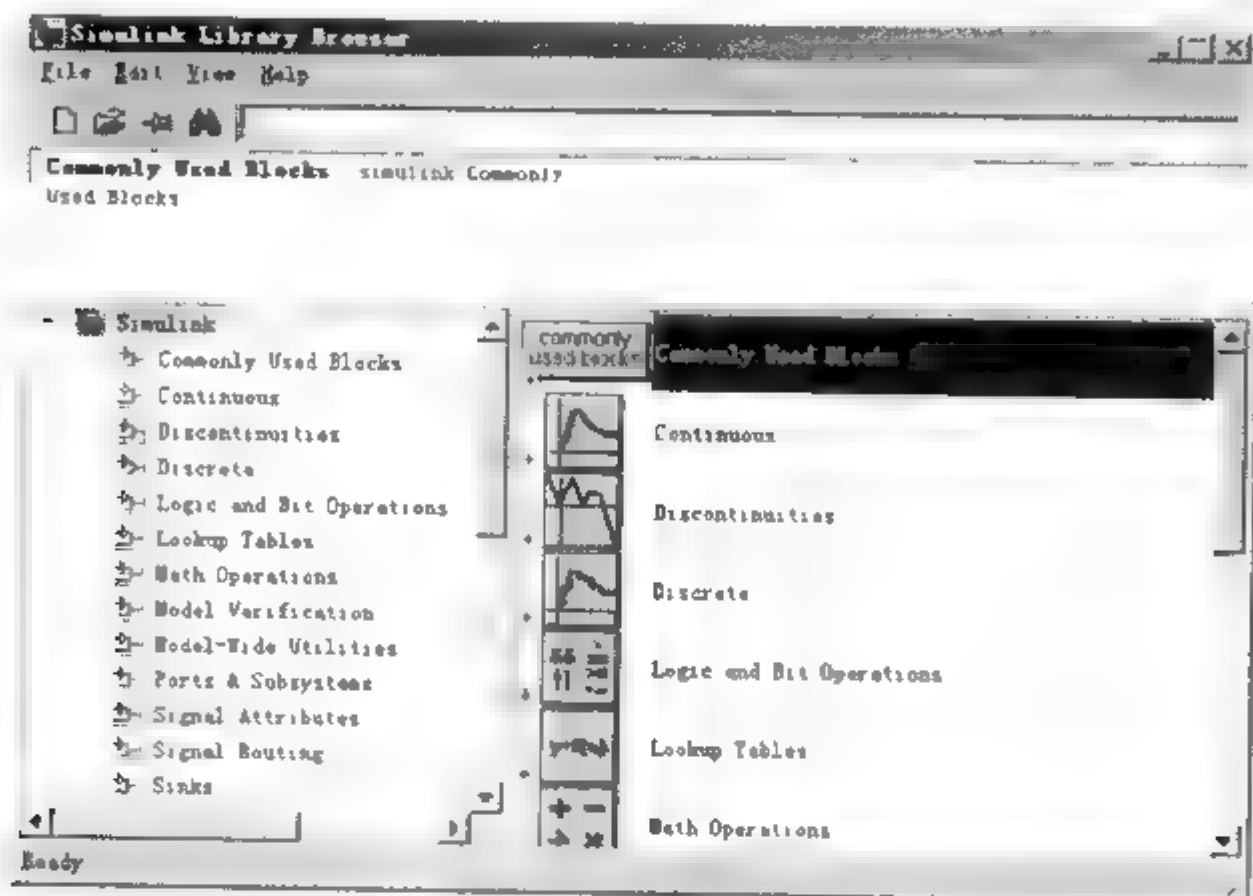 Simulink Library Browser
File Edit View Help
Commonly Used Blocks simulink Commonly
Used Blocks
Simulink
Commonly Used Blocks
Continuous
Discontinuities
Discrete
Logic and Bit Operations
Lookup Tables
Math Operations
Model Verification
Model-Wide Utilities
Ports & Subsystems
Signal Attributes
Signal Routing
Sinks
commonly
used blocks
Commonly Used Blocks
Continuous
Discontinuities
Discrete
Logic and Bit Operations
Lookup Tables
Math Operations
Ready